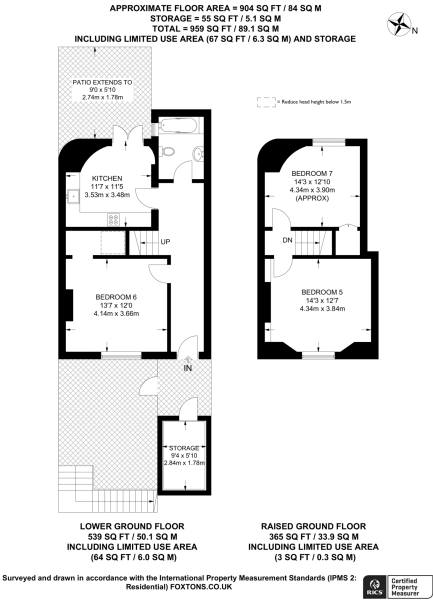 APPROXIMATE FLOOR AREA = 904 SQ FT / 84 SQ M
STORAGE = 55 SQ FT / 5.1 SQ M
TOTAL = 959 SQ FT / 89.1 SQ M
INCLUDING LIMITED USE AREA (67 SQ FT / 6.3 SQ M) AND STORAGE
N
= Reduce head height below 1.5m
PATIO EXTENDS TO
9'0 x 5'10
2.74m x 1.78m
KITCHEN
11'7 x 11'5
3.53m x 3.48m
UP
BEDROOM 6
13'7 x 12'0
4.14m x 3.66m
IN
STORAGE
9'4 x 5'10
2.84m x 1.78m
BEDROOM 7
14'3 x 12'10
4.34m x 3.90m
(APPROX)
DN
BEDROOM 5
14'3 x 12'7
4.34m x 3.84m
LOWER GROUND FLOOR
539 SQ FT / 50.1 SQ M
INCLUDING LIMITED USE AREA
(64 SQ FT / 6.0 SQ M)
RAISED GROUND FLOOR
365 SQ FT / 33.9 SQ M
INCLUDING LIMITED USE AREA
(3 SQ FT / 0.3 SQ M)
Surveyed and drawn in accordance with the International Property Measurement Standards (IPMS 2:
Residential) FOXTONS.CO.UK
RICS
Certified
Property
Measurer